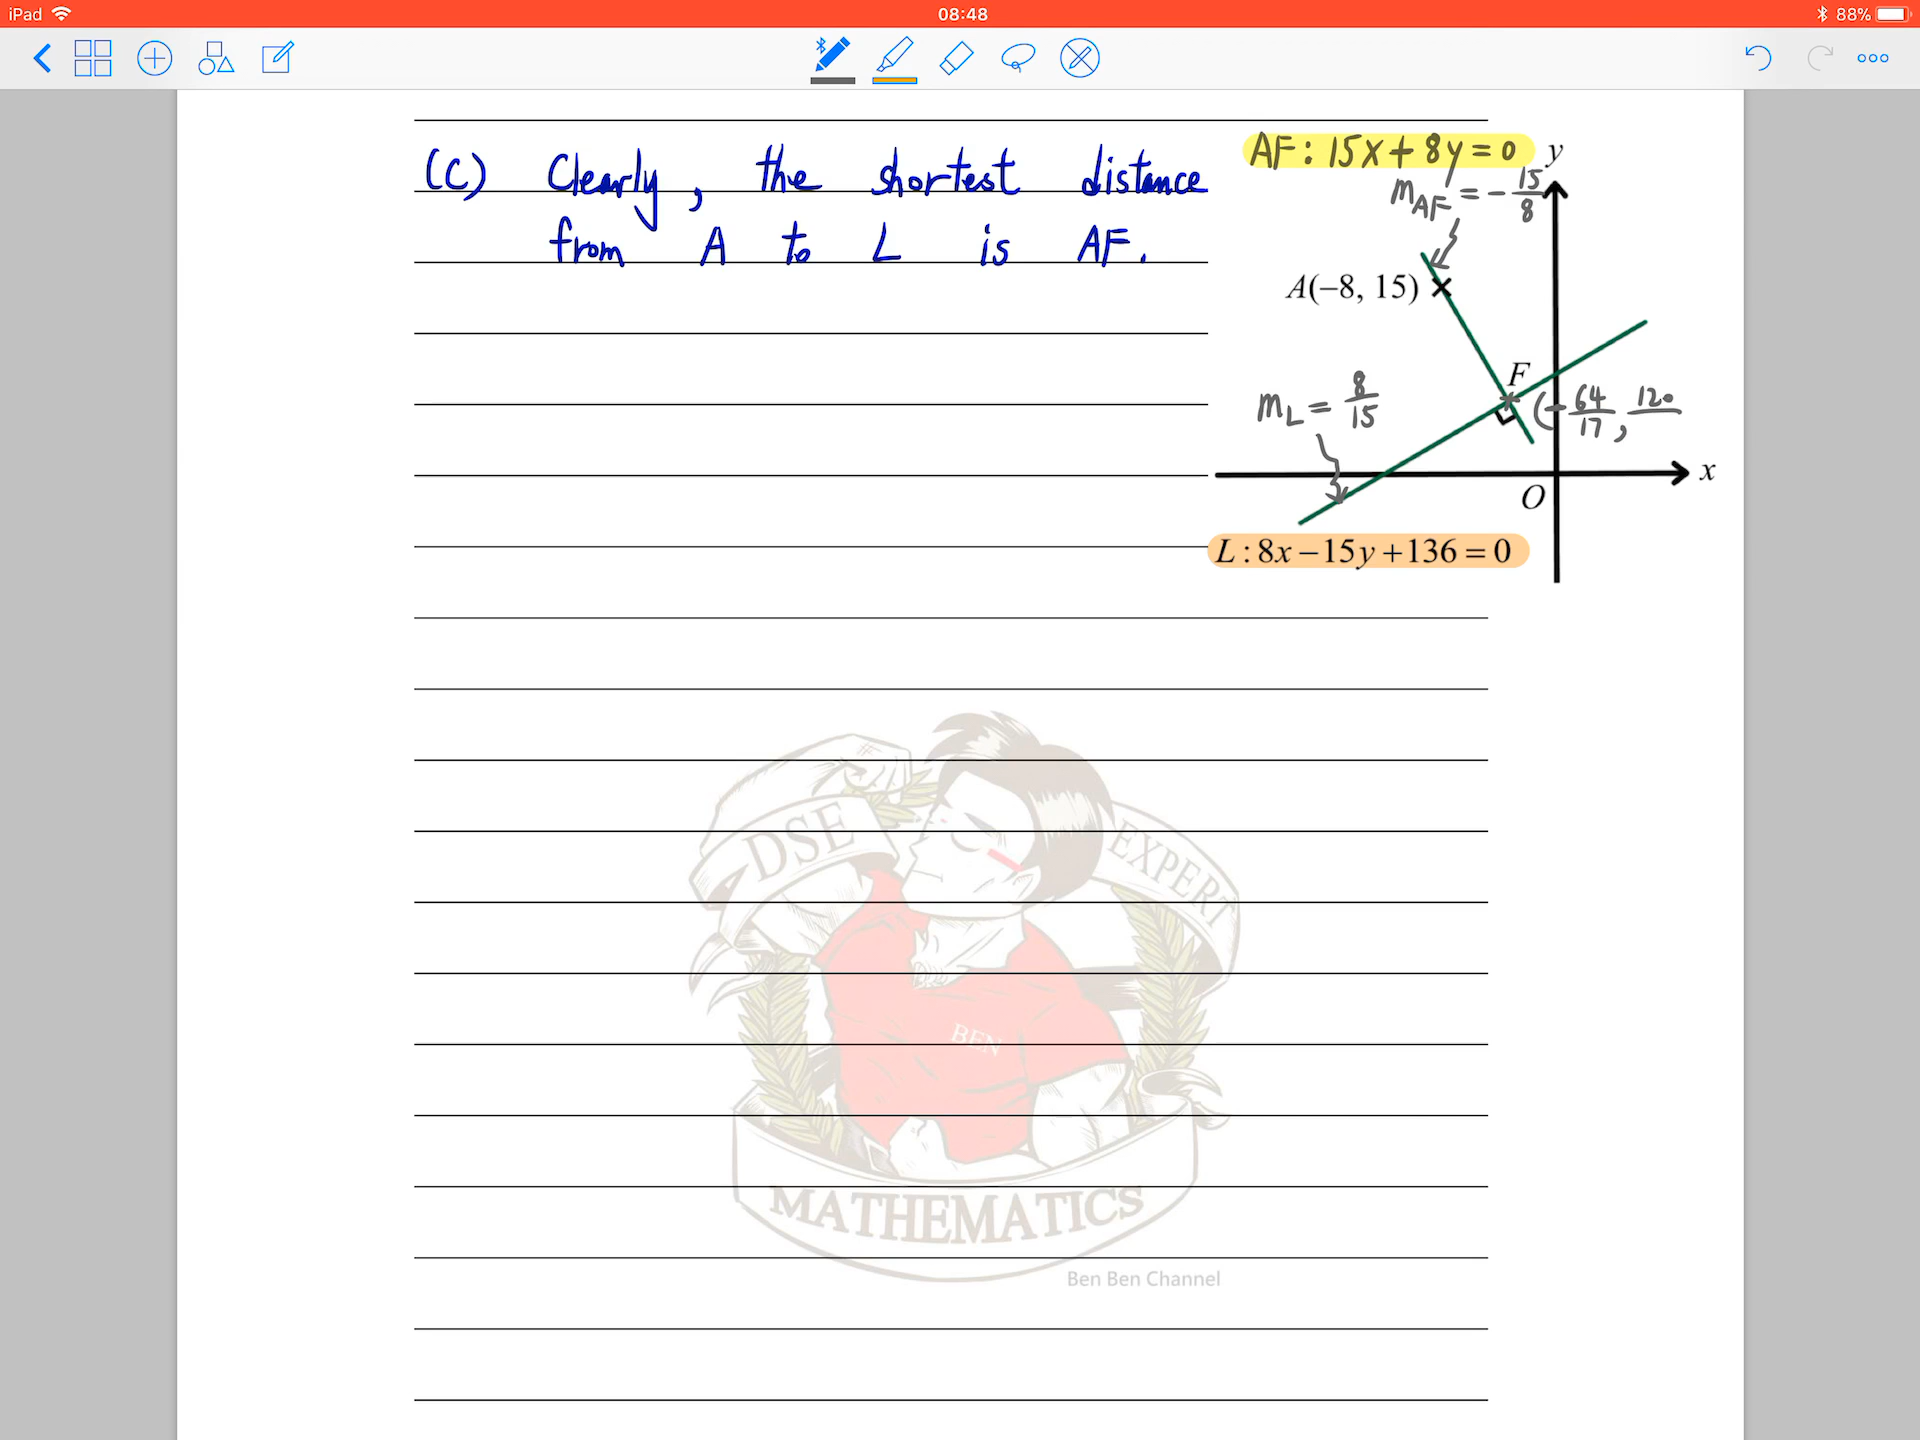 iPad 08:48 88%
(c) Clearly, the shortest distance
from A to L is AF.
AF: 15x + 8y = 0 y
m_AF = -15/8
A(−8, 15)
F
m_L = 8/15
(-64/17, 120
x
O
L : 8x − 15y + 136 = 0
DSE EXPERT
BEN
MATHEMATICS
Ben Ben Channel